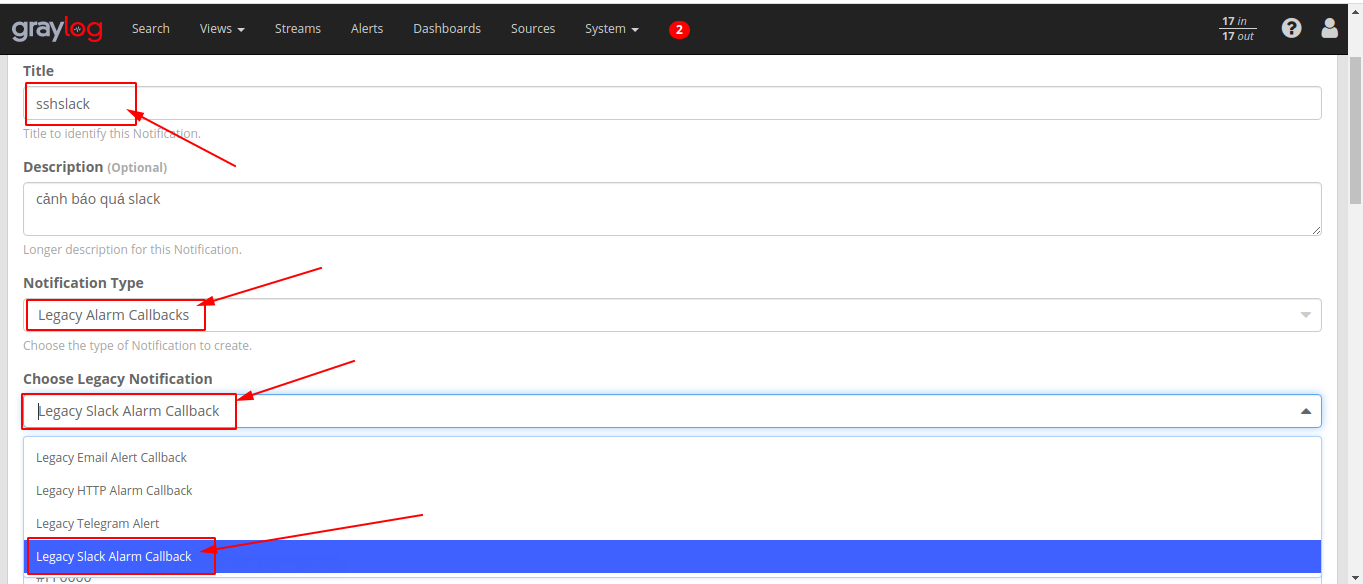 graylog Search Views Streams Alerts Dashboards Sources System 2 17 in
17 out
Title
sshslack
Title to identify this Notification.
Description (Optional)
cảnh báo quá slack
Longer description for this Notification.
Notification Type
Legacy Alarm Callbacks
Choose the type of Notification to create.
Choose Legacy Notification
Legacy Slack Alarm Callback
Legacy Email Alert Callback
Legacy HTTP Alarm Callback
Legacy Telegram Alert
Legacy Slack Alarm Callback